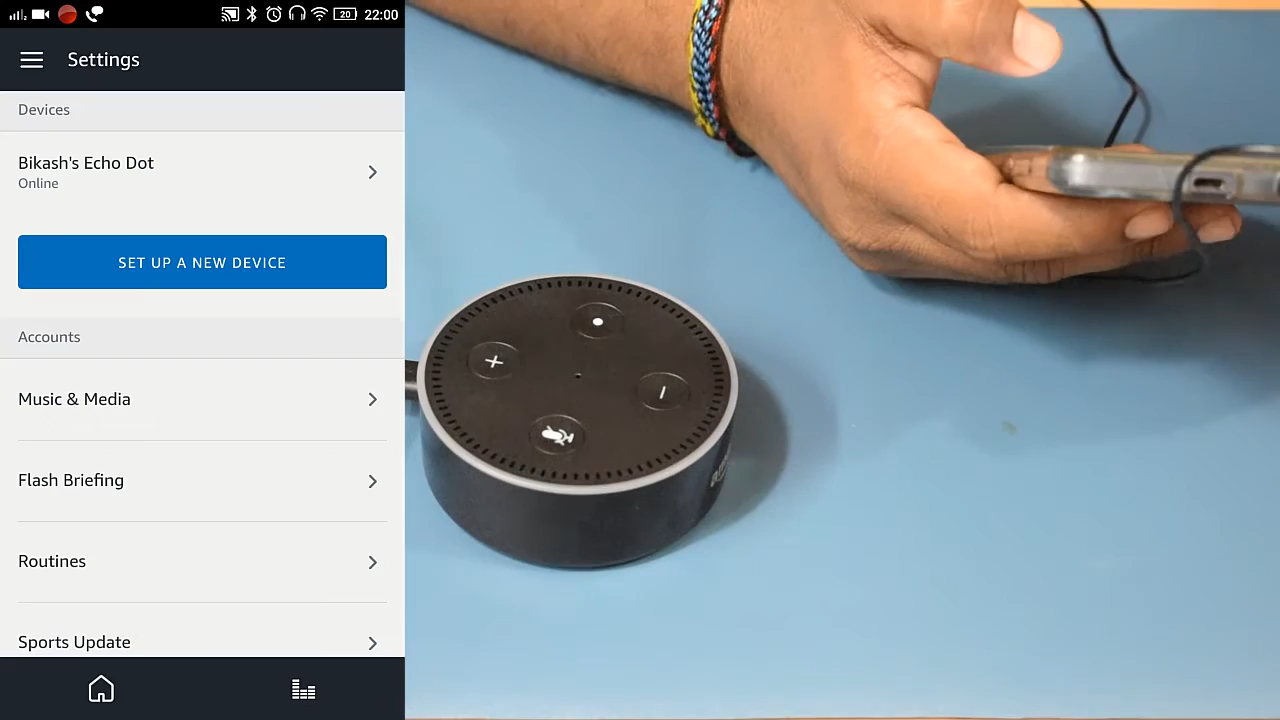 20 22:00
Settings
Devices
Bikash's Echo Dot
Online
SET UP A NEW DEVICE
Accounts
Music & Media
Flash Briefing
Routines
Sports Update